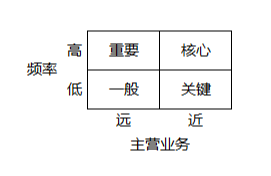 高 重要 核心
频率
低 一般 关键
远 近
主营业务